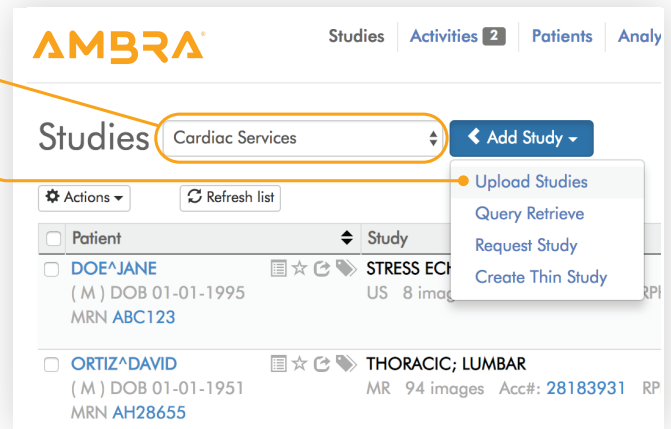 AMBRA
Studies Activities 2 Patients Analy
Studies Cardiac Services Add Study
Actions Refresh list
Upload Studies
Query Retrieve
Request Study
Create Thin Study
Patient Study
DOE^JANE STRESS ECH
( M ) DOB 01-01-1995 US 8 imag RPI
MRN ABC123
ORTIZ^DAVID THORACIC; LUMBAR
( M ) DOB 01-01-1951 MR 94 images Acc#: 28183931 RP
MRN AH28655